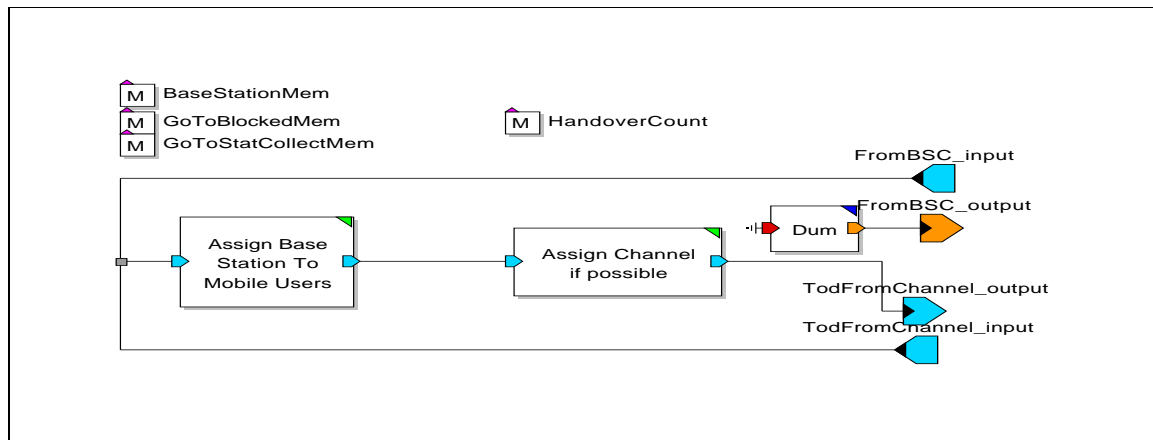 M BaseStationMem
M GoToBlockedMem
M HandoverCount
M GoToStatCollectMem
FromBSC_input
FromBSC_output
Dum
Assign Base
Station To
Mobile Users
Assign Channel
if possible
TodFromChannel_output
TodFromChannel_input